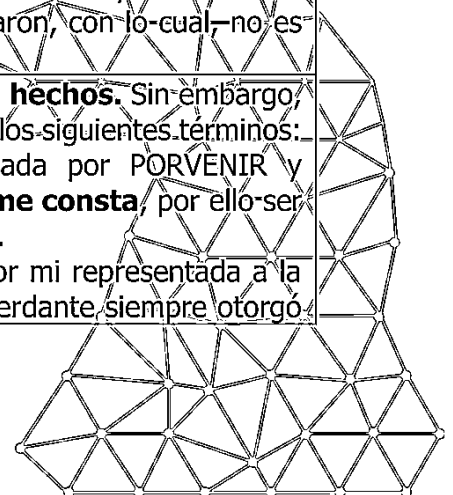 aron, con lo cual, no es
hechos. Sin embargo,
los siguientes terminos:
ada por PORVENIR y
me consta, por ello ser
.
or mi representada a la
erdante siempre otorgó